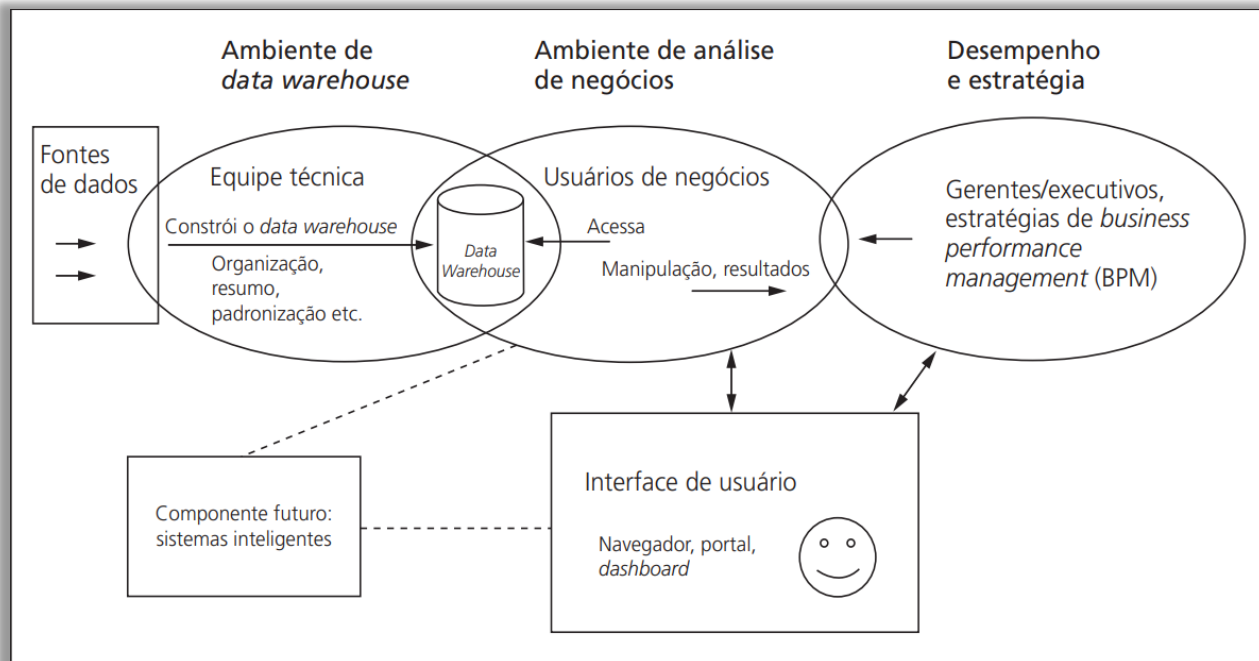 Ambiente de
data warehouse
Ambiente de análise
de negócios
Desempenho
e estratégia
Fontes
de dados
Equipe técnica
Constrói o data warehouse
Organização,
resumo,
padronização etc.
Data
Warehouse
Usuários de negócios
Acessa
Manipulação, resultados
Gerentes/executivos,
estratégias de business
performance
management (BPM)
Componente futuro:
sistemas inteligentes
Interface de usuário
Navegador, portal,
dashboard